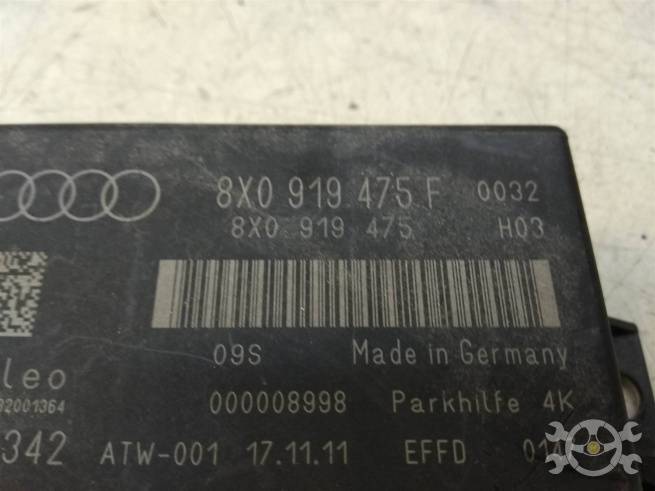 8X0 919 475 F 0032
8X0 919 475 H03
09S Made in Germany
leo
32001364 000008998 Parkhilfe 4K
342 ATW-001 17.11.11 EFFD